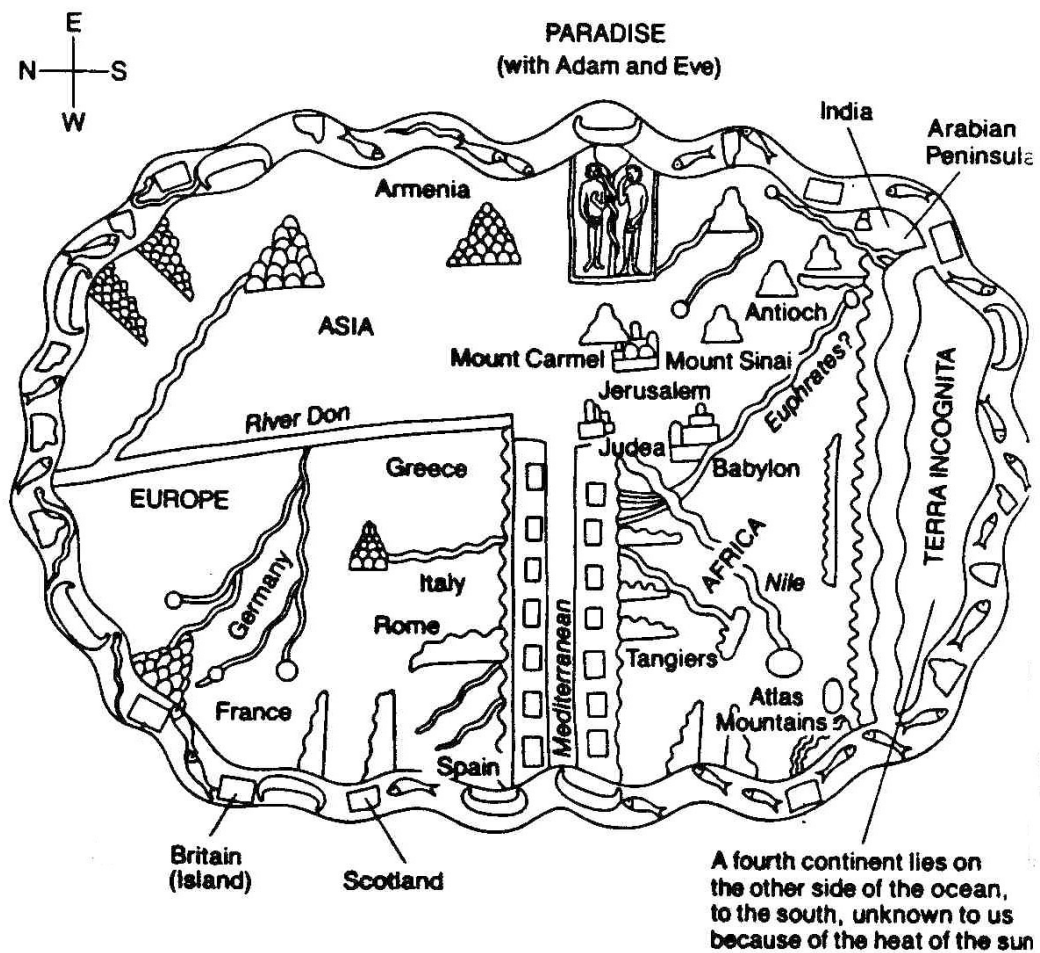 E
N S
W
PARADISE
(with Adam and Eve)
India
Arabian
Peninsula
Armenia
ASIA
Antioch
Mount Carmel
Mount Sinai
Jerusalem
Euphrates?
River Don
Judea
Babylon
Greece
EUROPE
TERRA INCOGNITA
AFRICA
Nile
Germany
Italy
Rome
Tangiers
Mediterranean
France
Atlas
Mountains
Spain
Britain
(Island)
Scotland
A fourth continent lies on
the other side of the ocean,
to the south, unknown to us
because of the heat of the sun